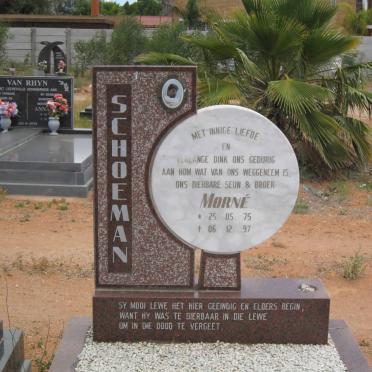 VAN RHYN
SCHOEMAN
MET INNIGE LIEFDE
EN
VERLANGE DINK ONS GEDURIG
AAN HOM WAT VAN ONS WEGGENEEM IS
ONS DIERBARE SEUN & BROER
Morné
* 25 05 75
† 06 12 97
SY MOOI LEWE HET HIER GEEINDIG EN ELDERS BEGIN,
WANT HY WAS TE DIERBAAR IN DIE LEWE
OM IN DIE DOOD TE VERGEET.